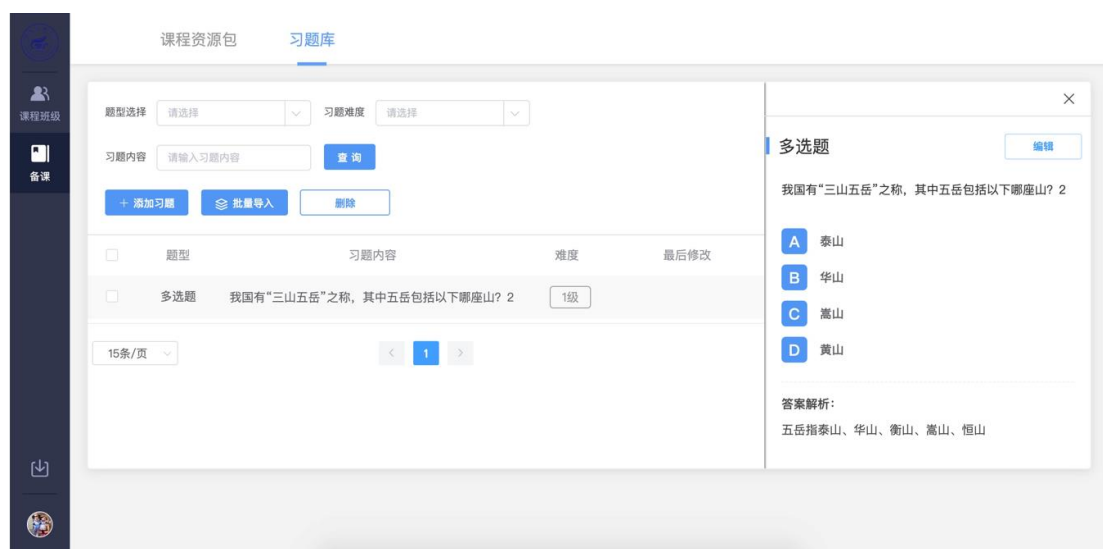 课程资源包 习题库
课程班级
备课
题型选择 请选择 习题难度 请选择
习题内容 请输入习题内容 查 询
+ 添加习题 批量导入 删除
题型 习题内容 难度 最后修改
多选题 我国有“三山五岳”之称，其中五岳包括以下哪座山？2 1级
15条/页 < 1 >
多选题 编辑
我国有“三山五岳”之称，其中五岳包括以下哪座山？2
A 泰山
B 华山
C 嵩山
D 黄山
答案解析：
五岳指泰山、华山、衡山、嵩山、恒山